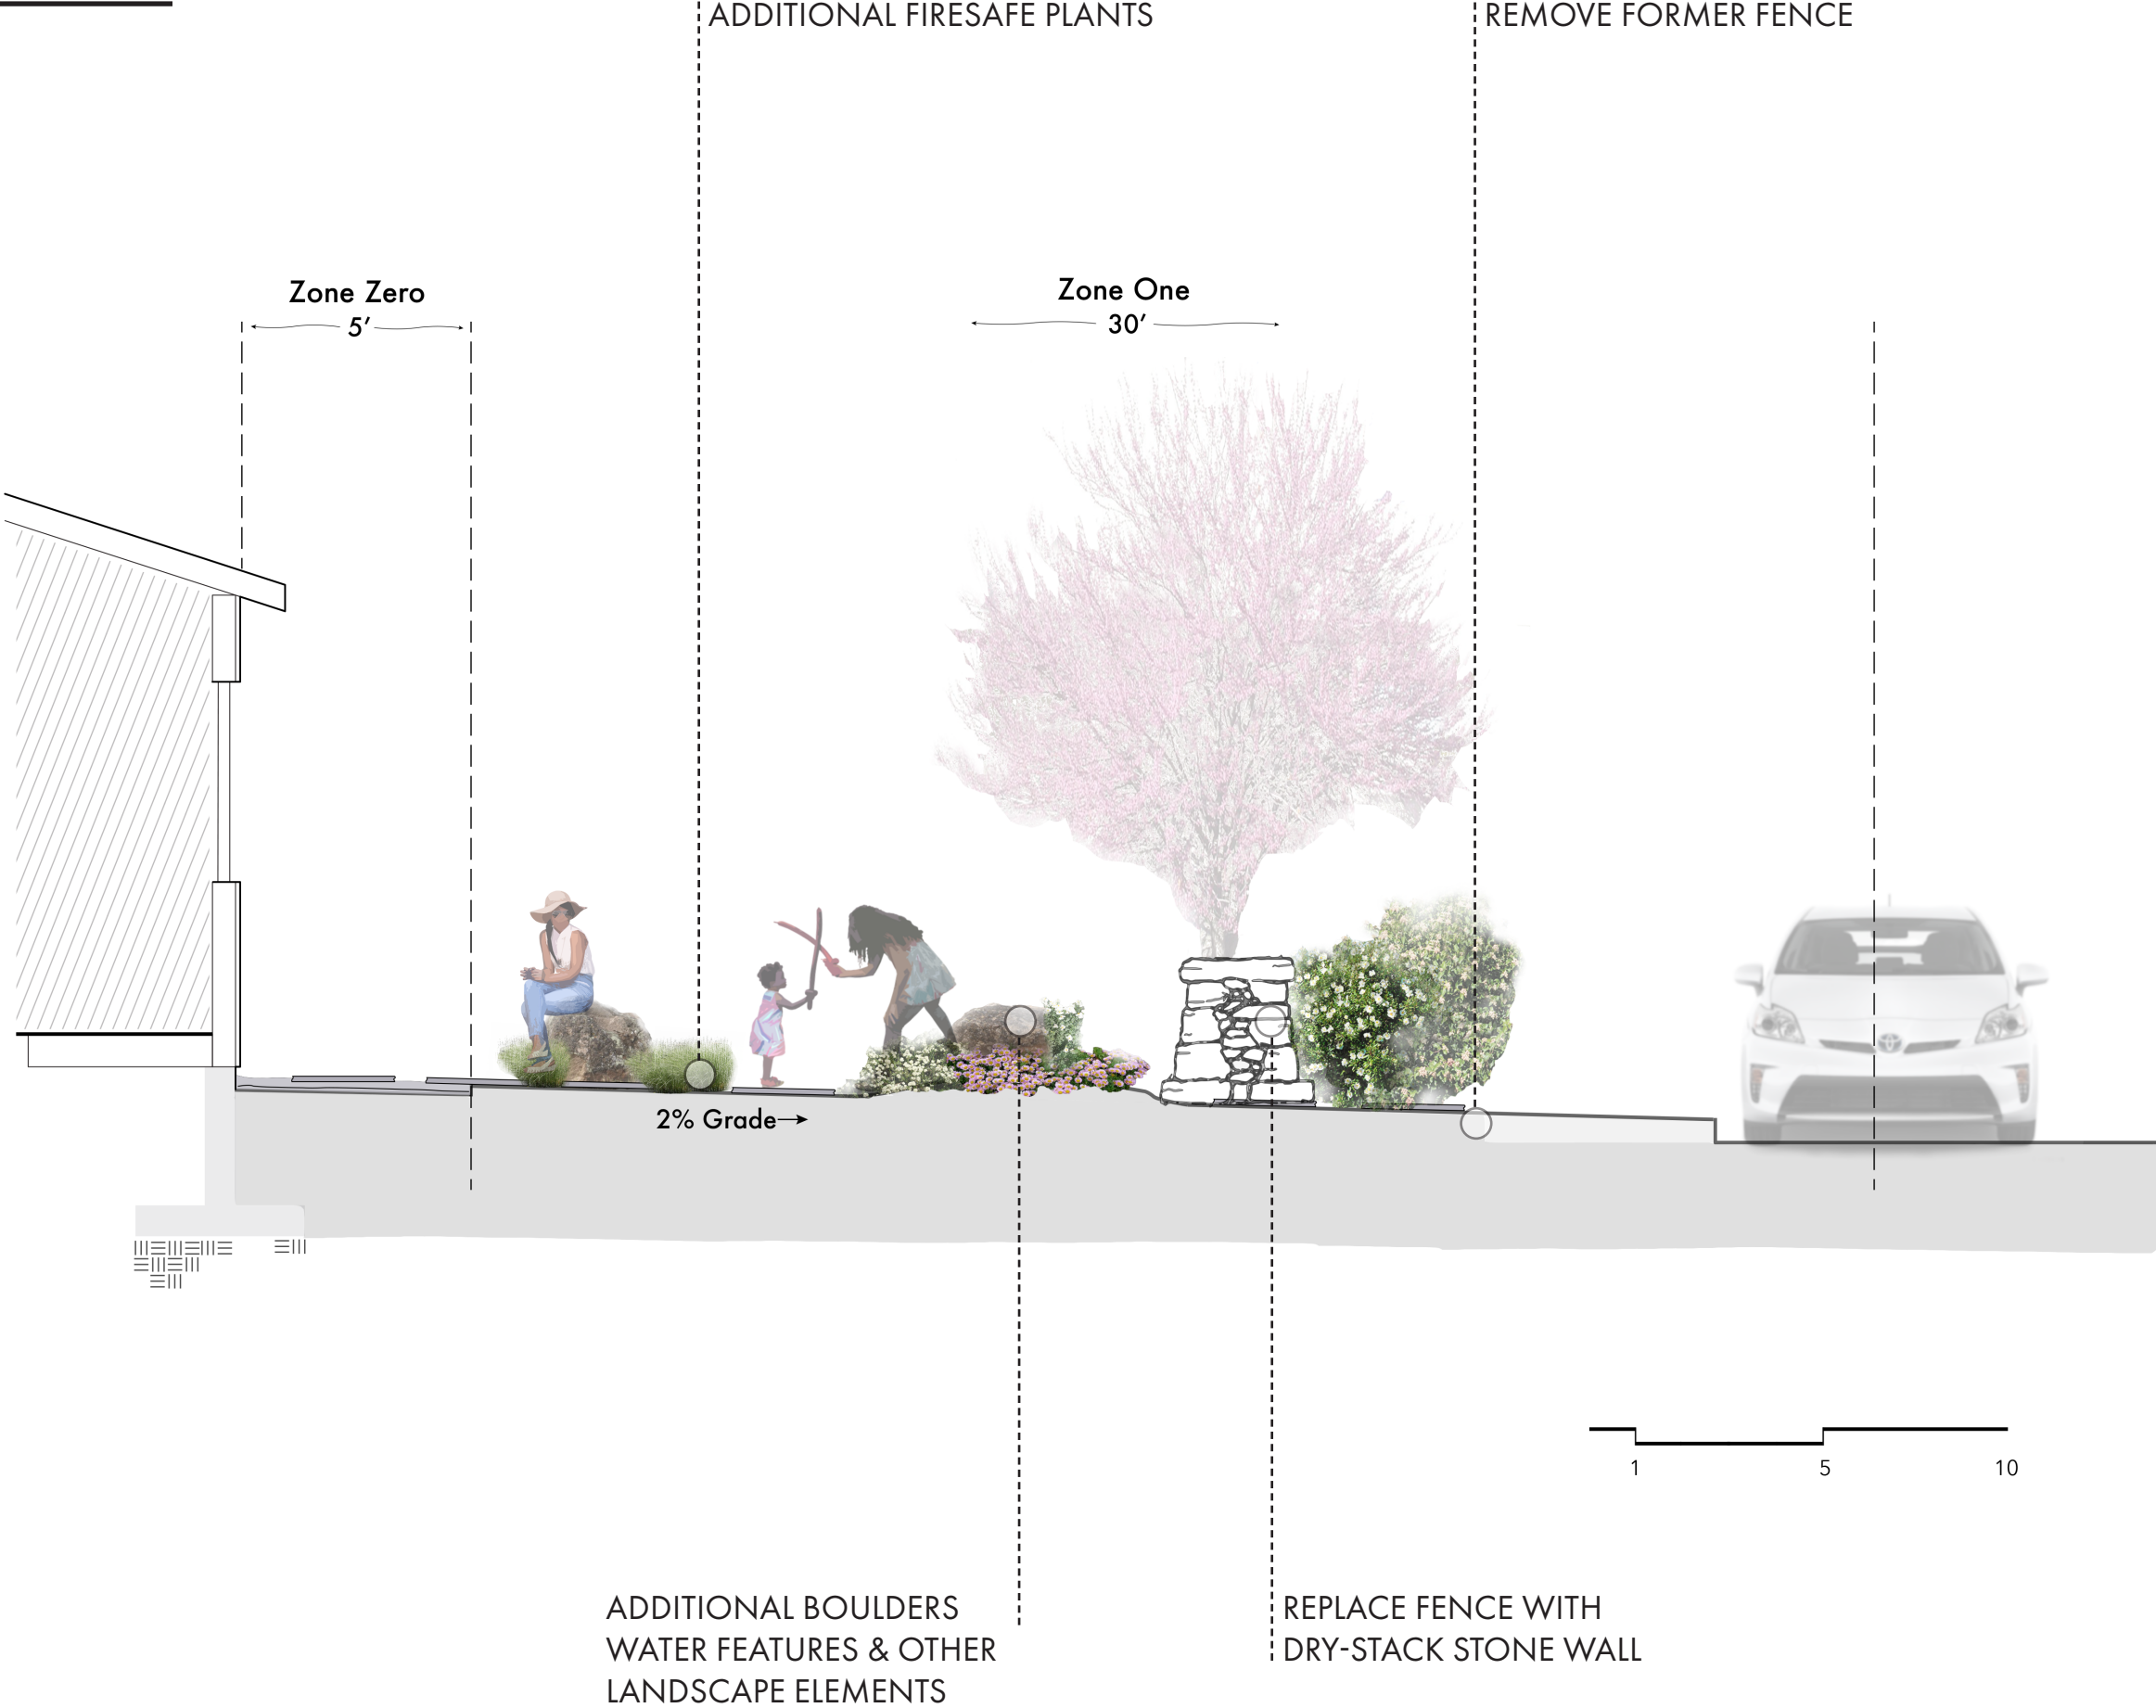 ADDITIONAL FIRESAFE PLANTS
REMOVE FORMER FENCE
Zone Zero
5'
Zone One
30'
2% Grade
1 5 10
ADDITIONAL BOULDERS
WATER FEATURES & OTHER
LANDSCAPE ELEMENTS
REPLACE FENCE WITH
DRY-STACK STONE WALL